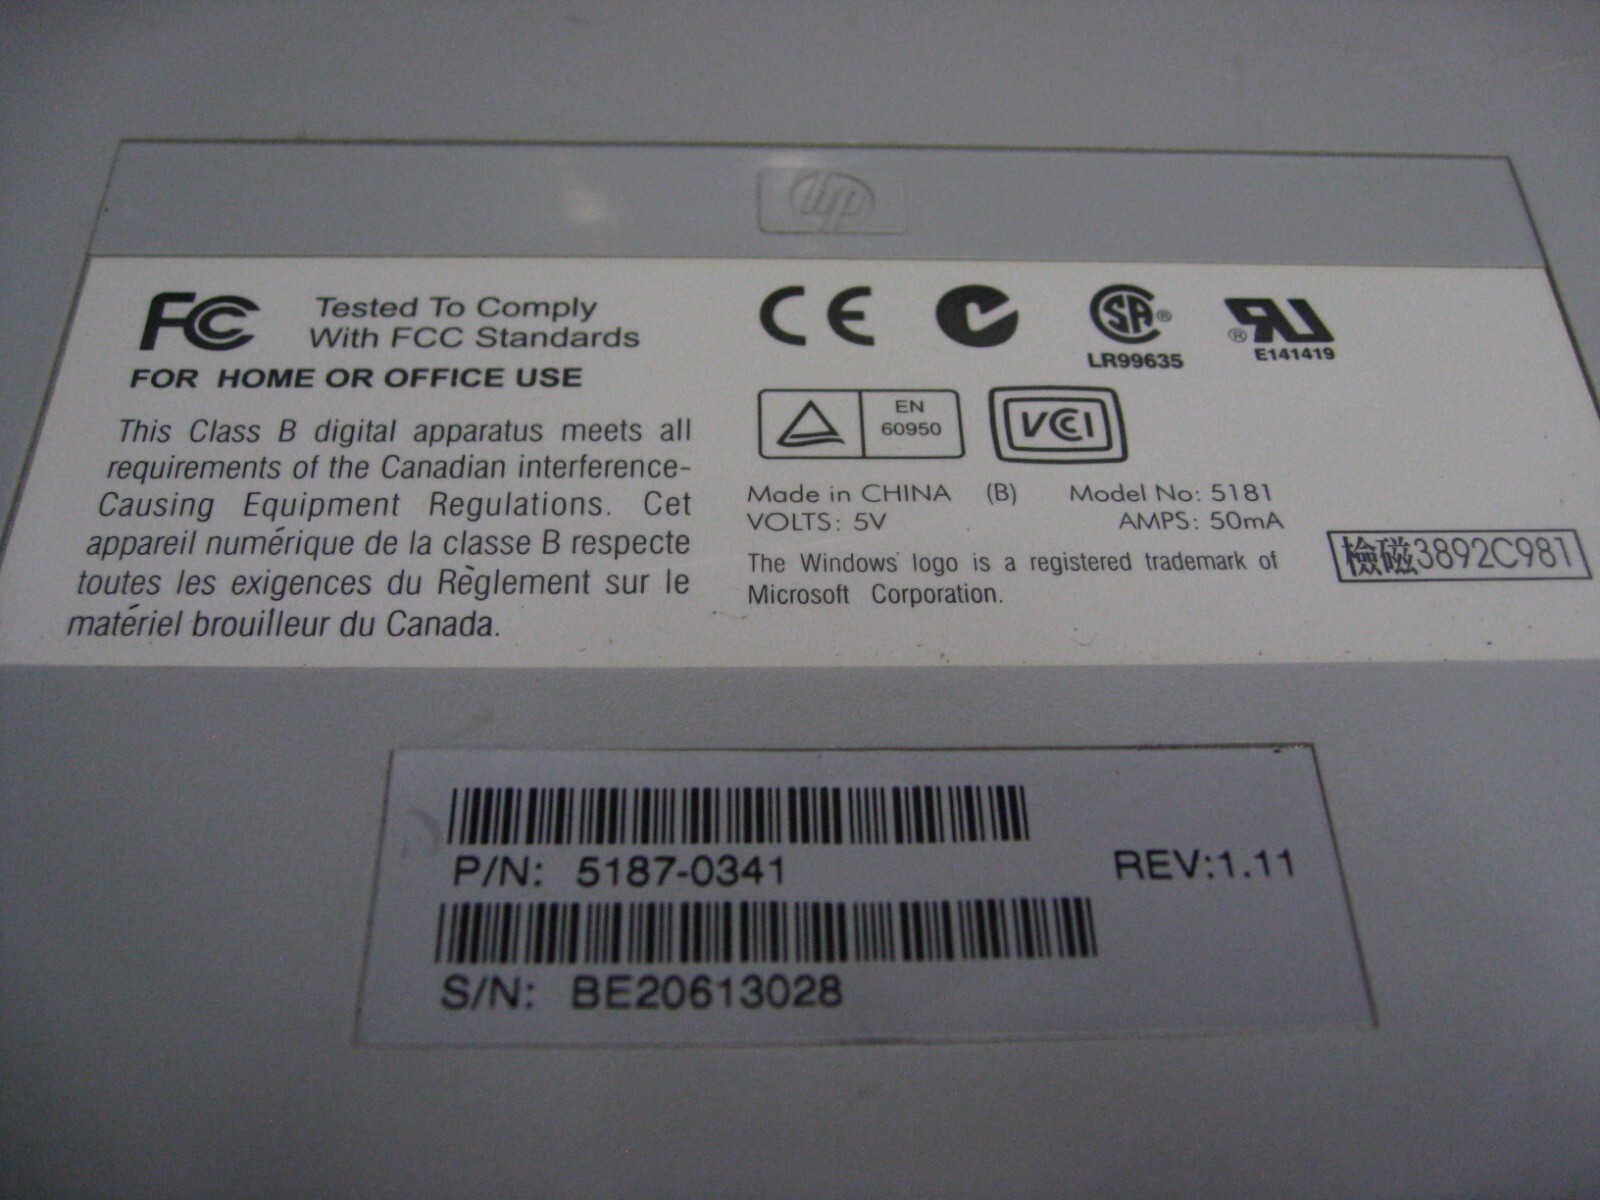 hp
FC Tested To Comply
With FCC Standards
FOR HOME OR OFFICE USE
This Class B digital apparatus meets all
requirements of the Canadian interference-
Causing Equipment Regulations. Cet
appareil numérique de la classe B respecte
toutes les exigences du Règlement sur le
matériel brouilleur du Canada.
CE
SA ®
LR99635
® UR
E141419
EN
60950
VCCI
Made in CHINA (B) Model No: 5181
VOLTS: 5V AMPS: 50mA
The Windows logo is a registered trademark of
Microsoft Corporation.
檢磁3892C981
P/N: 5187-0341
REV:1.11
S/N: BE20613028